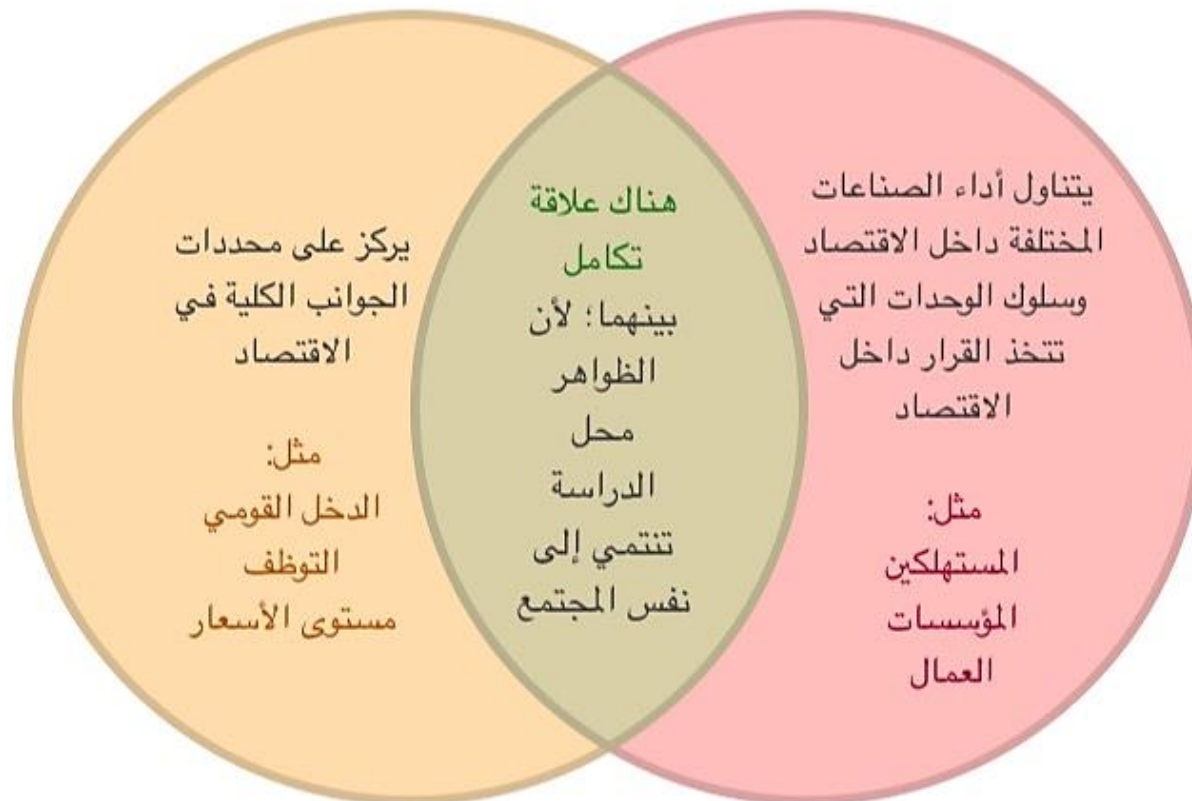 يتناول أداء الصناعات
المختلفة داخل الاقتصاد
وسلوك الوحدات التي
تتخذ القرار داخل
الاقتصاد
مثل:
المستهلكين
المؤسسات
العمال
هناك علاقة
تكامل
بينهما؛ لأن
الظواهر
محل
الدراسة
تنتمي إلى
نفس المجتمع
يركز على محددات
الجوانب الكلية في
الاقتصاد
مثل:
الدخل القومي
التوظف
مستوى الأسعار